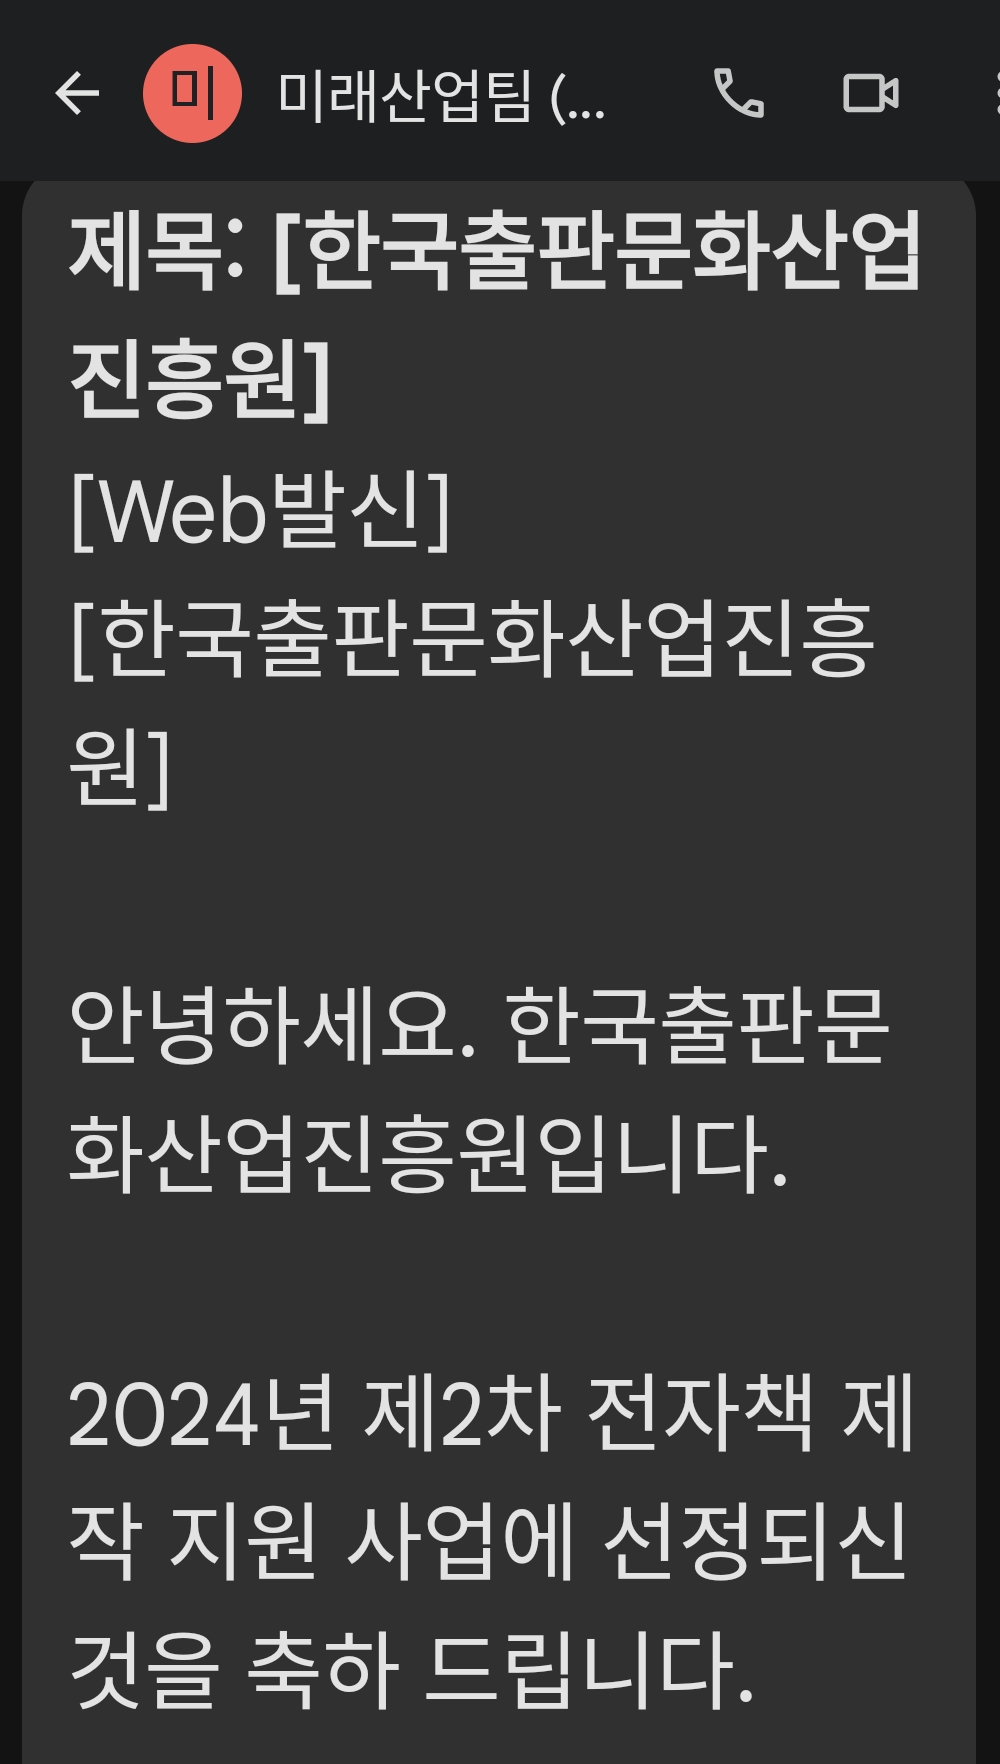 미
미래산업팀 (...
제목: [한국출판문화산업
진흥원]
[Web발신]
[한국출판문화산업진흥
원]
안녕하세요. 한국출판문
화산업진흥원입니다.
2024년 제2차 전자책 제
작 지원 사업에 선정되신
것을 축하 드립니다.